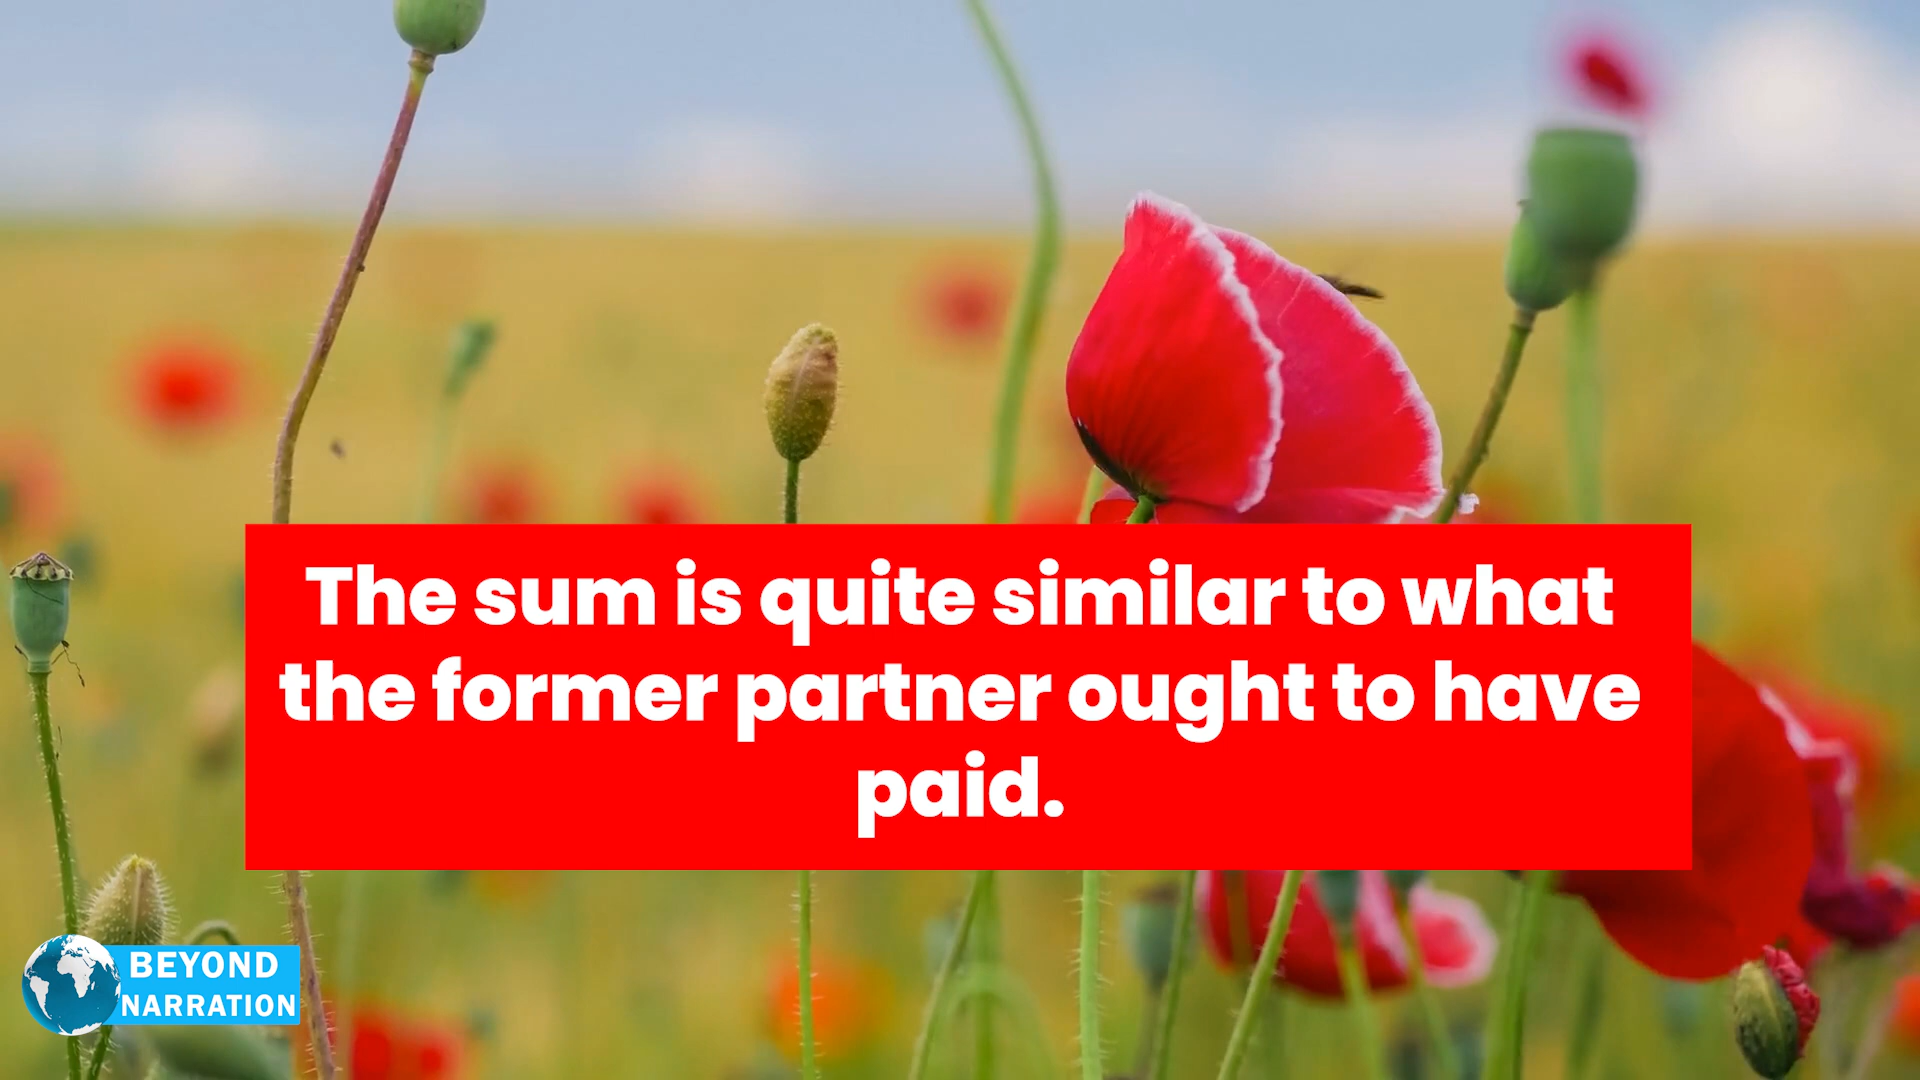 The sum is quite similar to what
the former partner ought to have
paid.
BEYOND
NARRATION